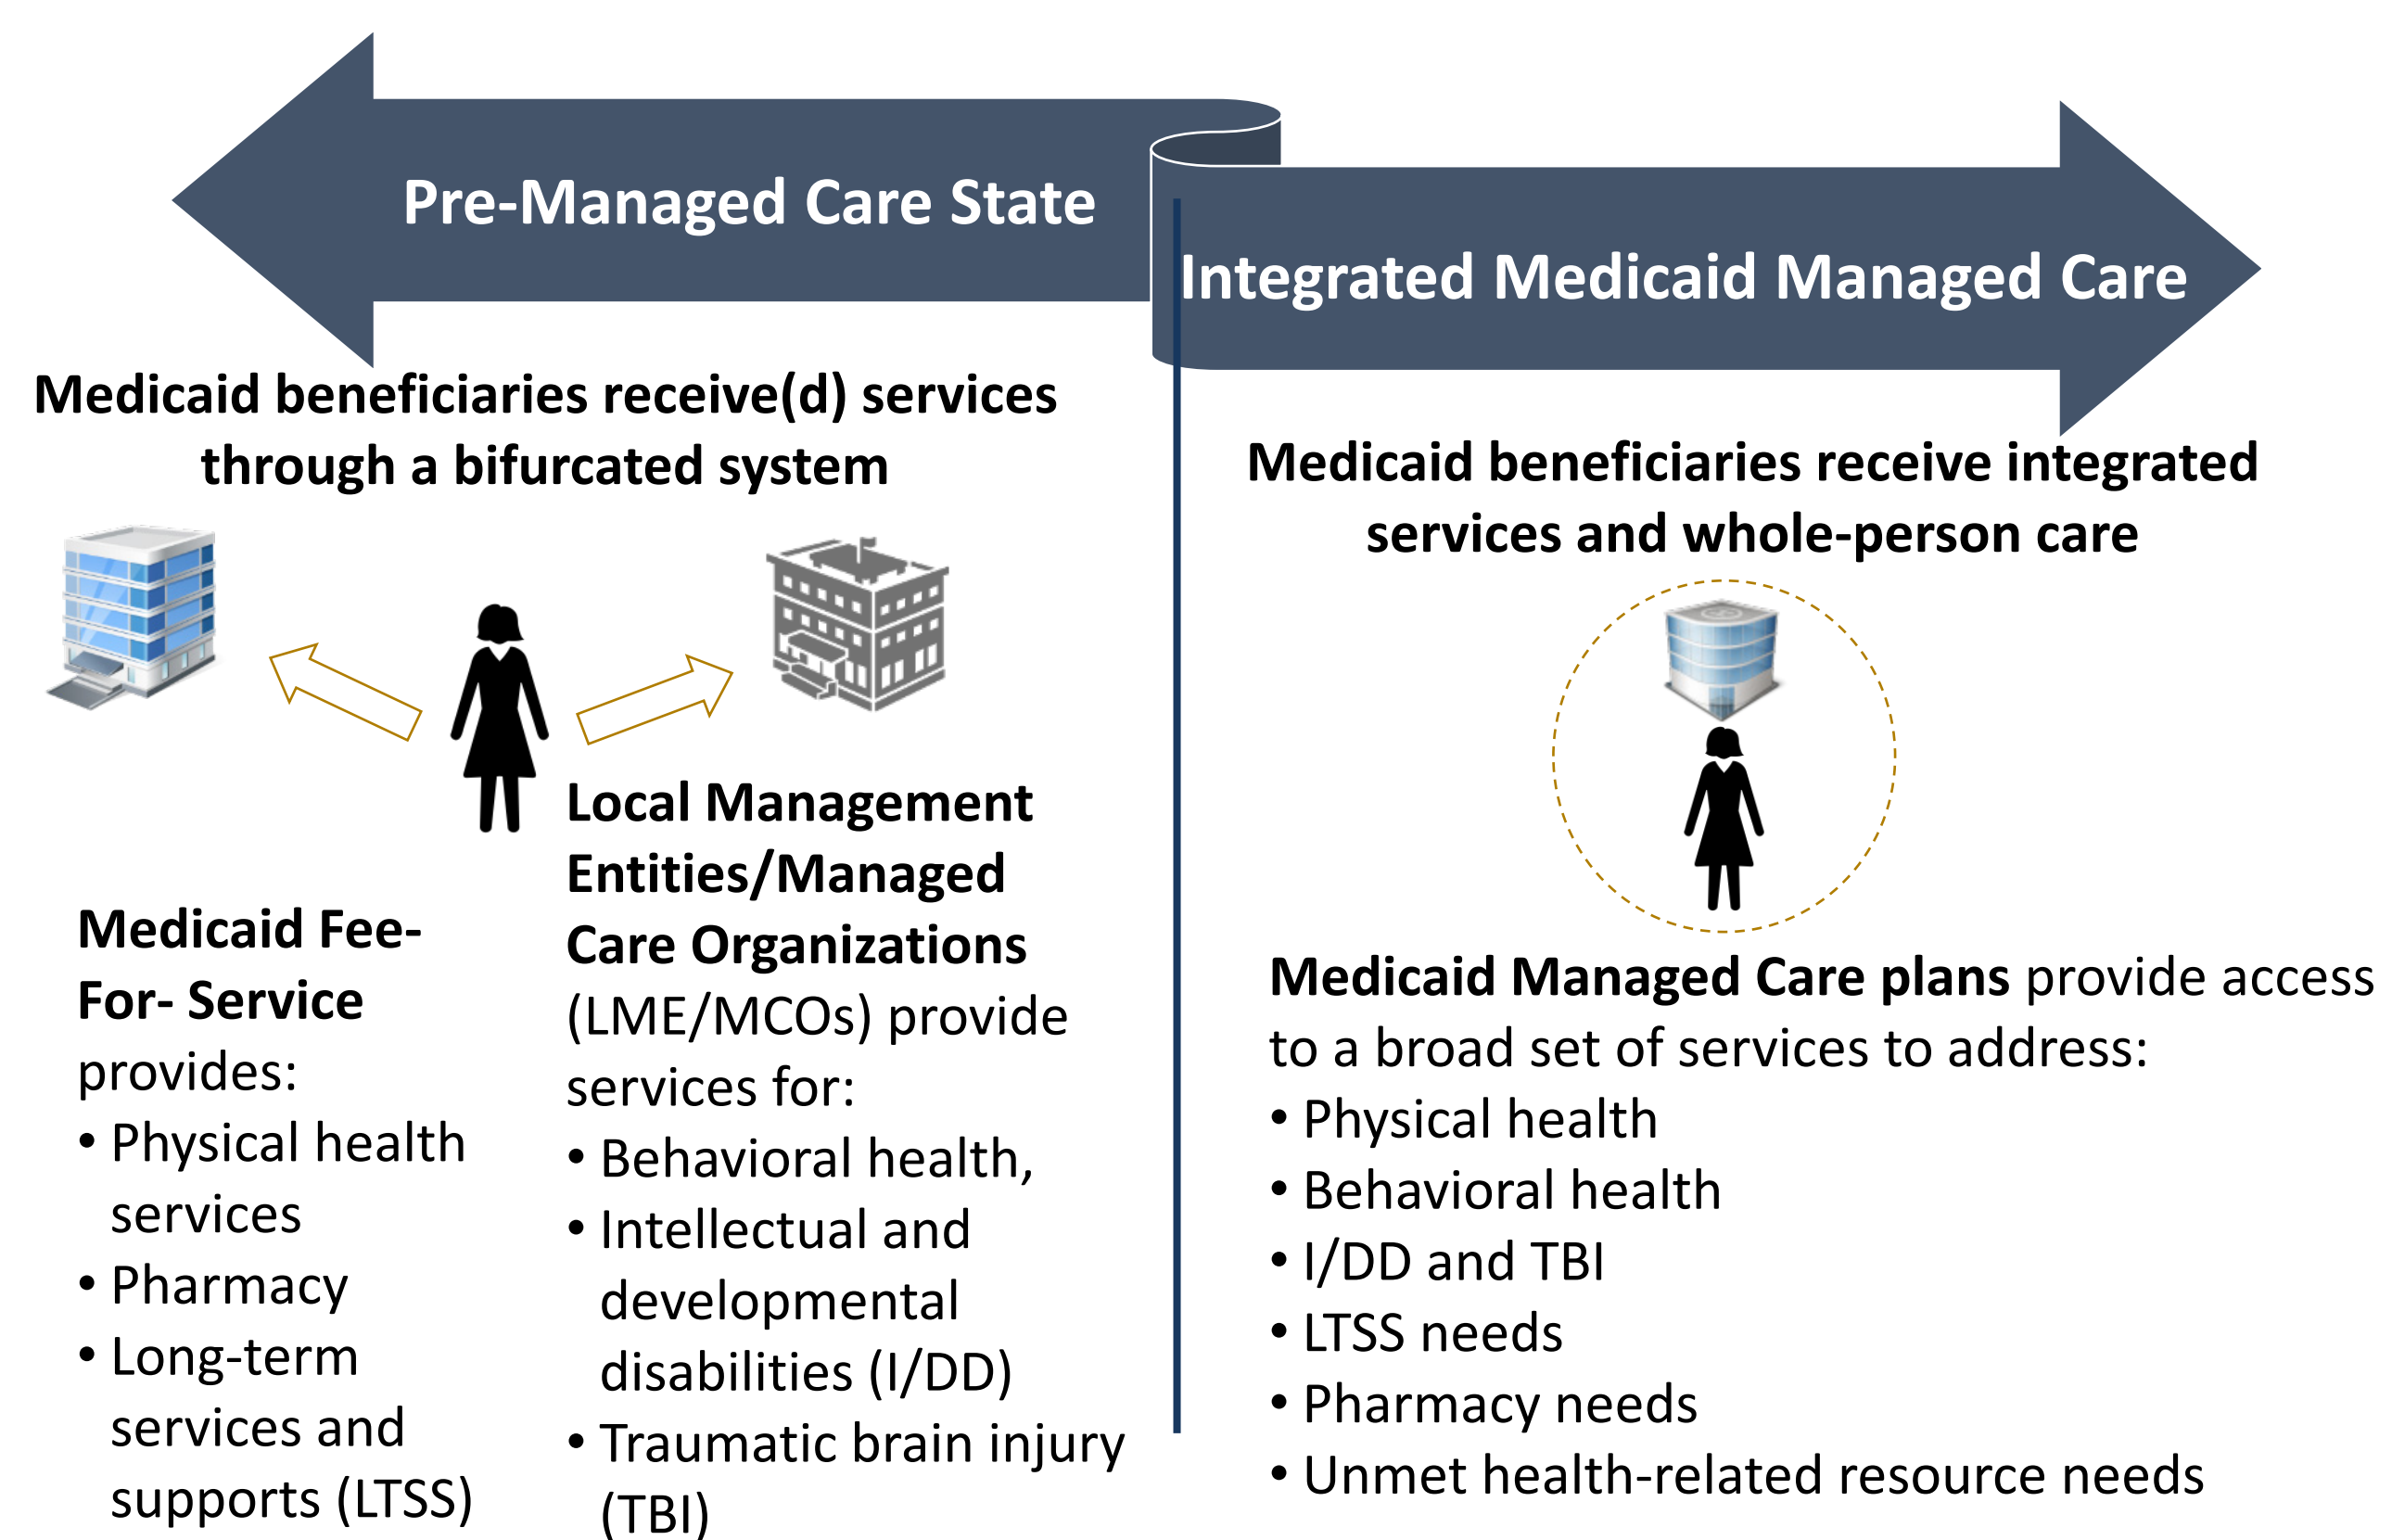 Pre-Managed Care State
Integrated Medicaid Managed Care
Medicaid beneficiaries receive(d) services
through a bifurcated system
Medicaid Fee-
For- Service
provides:
• Physical health
services
• Pharmacy
• Long-term
services and
supports (LTSS)
Local Management
Entities/Managed
Care Organizations
(LME/MCOs) provide
services for:
• Behavioral health,
• Intellectual and
developmental
disabilities (I/DD)
• Traumatic brain injury
(TBI)
Medicaid beneficiaries receive integrated
services and whole-person care
Medicaid Managed Care plans provide access
to a broad set of services to address:
• Physical health
• Behavioral health
• I/DD and TBI
• LTSS needs
• Pharmacy needs
• Unmet health-related resource needs